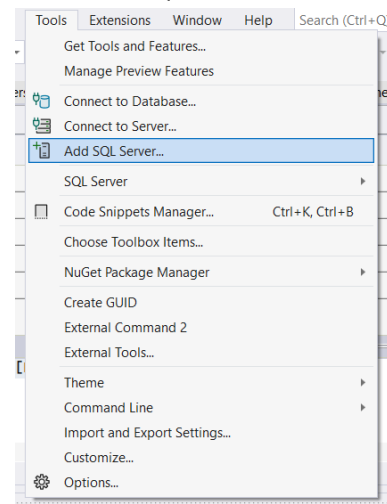 Tools Extensions Window Help Search (Ctrl+Q
Get Tools and Features...
Manage Preview Features
Connect to Database...
Connect to Server...
Add SQL Server...
SQL Server
Code Snippets Manager... Ctrl+K, Ctrl+B
Choose Toolbox Items...
NuGet Package Manager
Create GUID
External Command 2
External Tools...
Theme
Command Line
Import and Export Settings...
Customize...
Options...